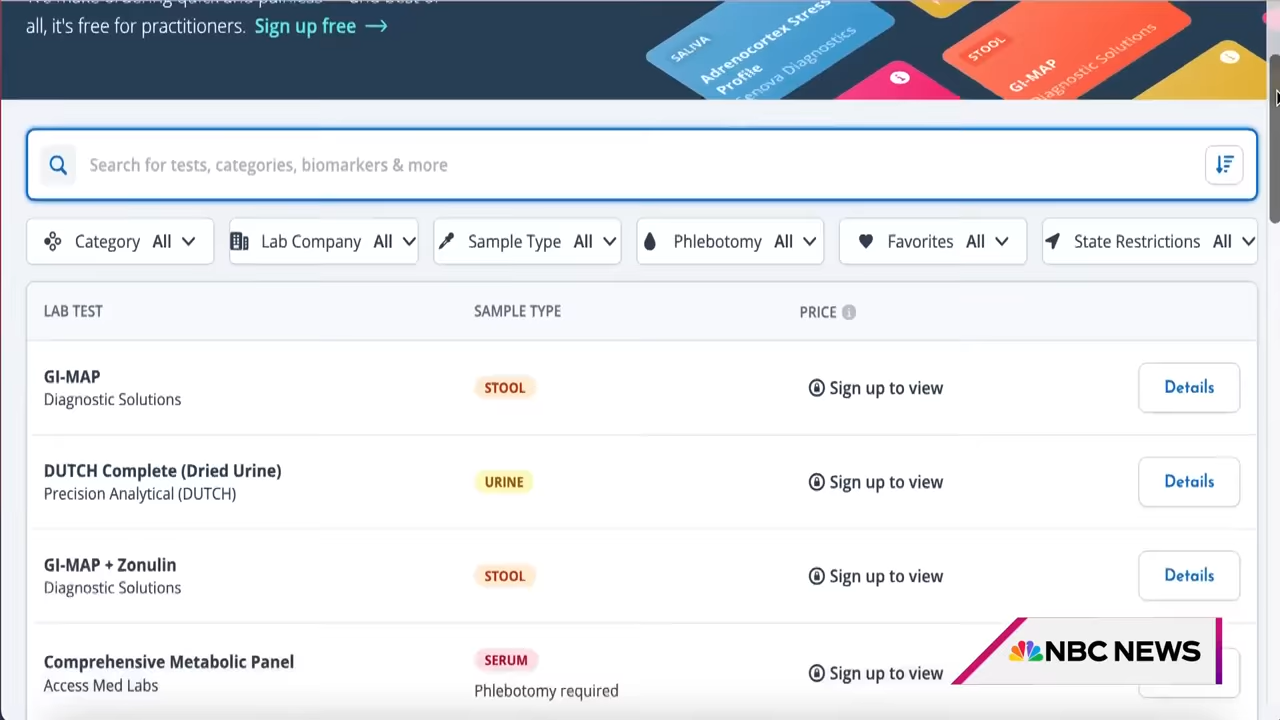 all, it's free for practitioners. Sign up free →
SALIVA
Adrenocortex Stress
Profile
Genova Diagnostics
STOOL
GI-MAP
Diagnostic Solutions
Search for tests, categories, biomarkers & more
Category All
Lab Company All
Sample Type All
Phlebotomy All
Favorites All
State Restrictions All
LAB TEST SAMPLE TYPE PRICE
GI-MAP
Diagnostic Solutions
STOOL
Sign up to view
Details
DUTCH Complete (Dried Urine)
Precision Analytical (DUTCH)
URINE
Sign up to view
Details
GI-MAP + Zonulin
Diagnostic Solutions
STOOL
Sign up to view
Details
Comprehensive Metabolic Panel
Access Med Labs
SERUM
Phlebotomy required
Sign up to view
NBC NEWS